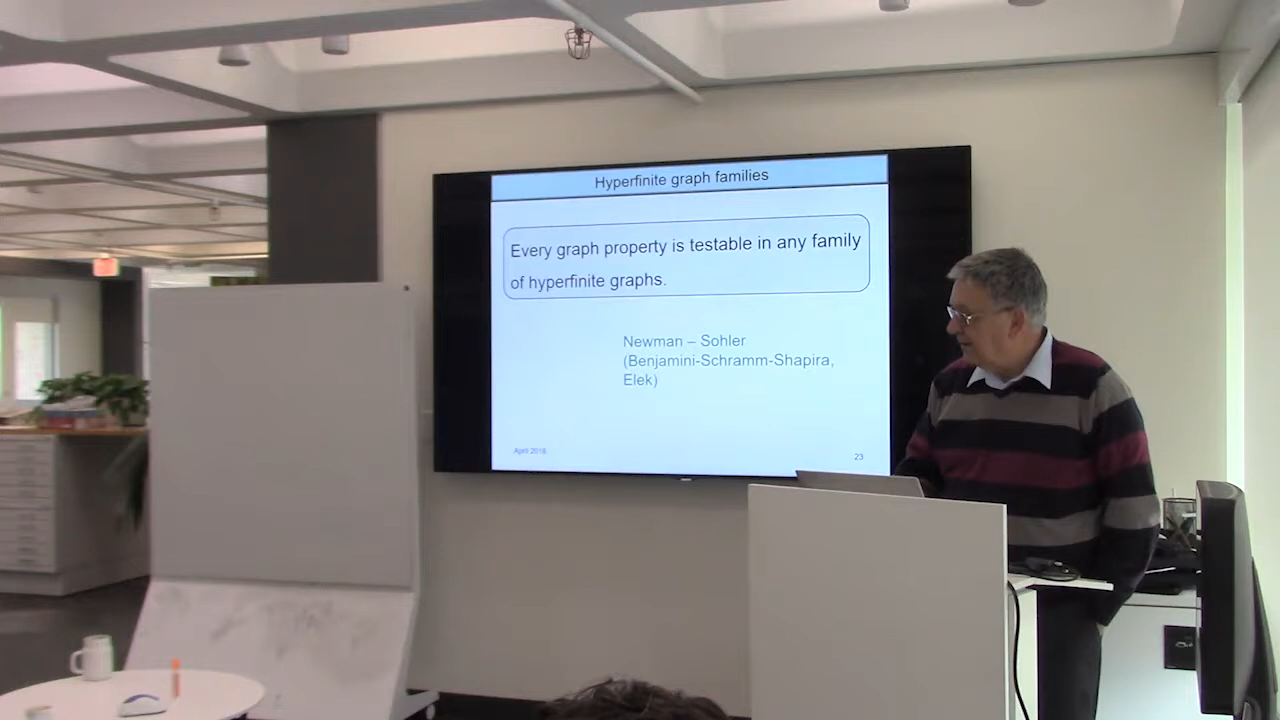 Hyperfinite graph families
Every graph property is testable in any family
of hyperfinite graphs.
Newman – Sohler
(Benjamini-Schramm-Shapira,
Elek)
April 2018
23